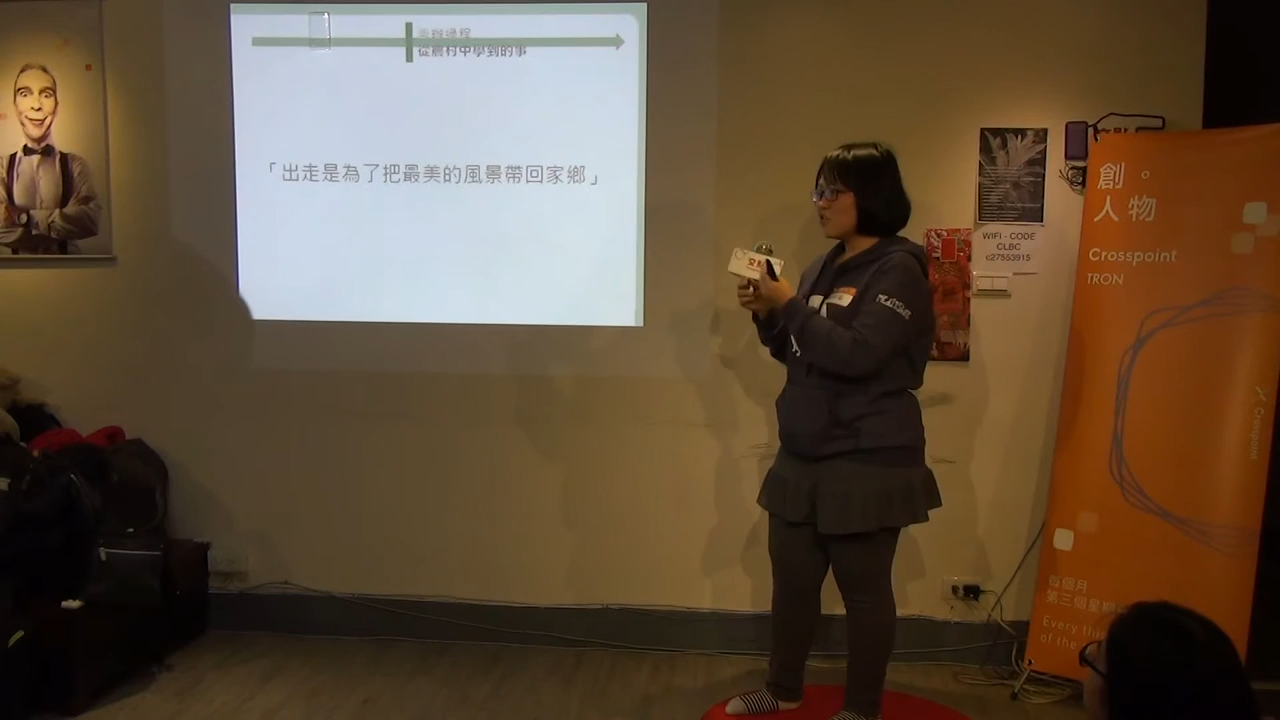 從農村中學到的事
「出走是為了把最美的風景帶回家鄉」
WIFI - CODE
CLBC
c27553915
創。
人物
Crosspoint
TRON
Crosspoint
每個月
第三個星期
Every thi
of the